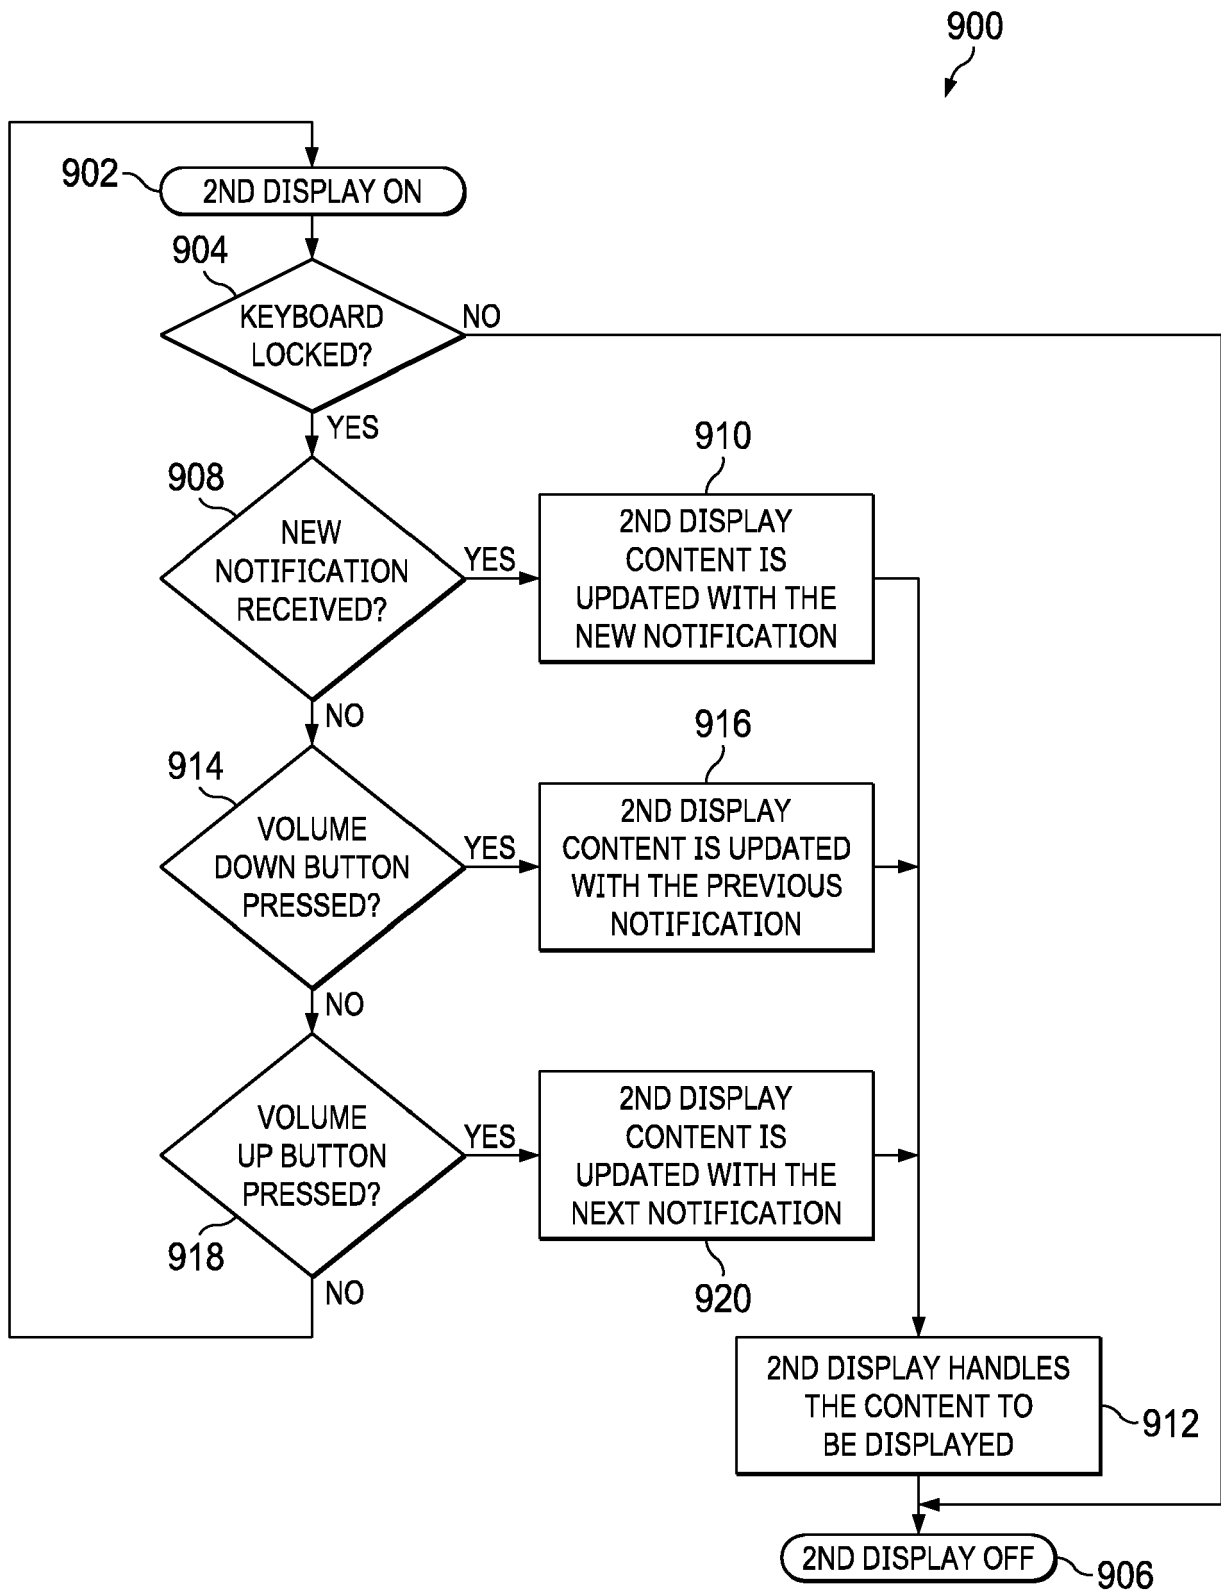 900
902
2ND DISPLAY ON
904
KEYBOARD
LOCKED?
NO
YES
908
NEW
NOTIFICATION
RECEIVED?
YES
910
2ND DISPLAY
CONTENT IS
UPDATED WITH THE
NEW NOTIFICATION
NO
914
VOLUME
DOWN BUTTON
PRESSED?
YES
916
2ND DISPLAY
CONTENT IS UPDATED
WITH THE PREVIOUS
NOTIFICATION
NO
VOLUME
UP BUTTON
PRESSED?
918
YES
2ND DISPLAY
CONTENT IS
UPDATED WITH THE
NEXT NOTIFICATION
920
NO
2ND DISPLAY HANDLES
THE CONTENT TO
BE DISPLAYED
912
2ND DISPLAY OFF
906